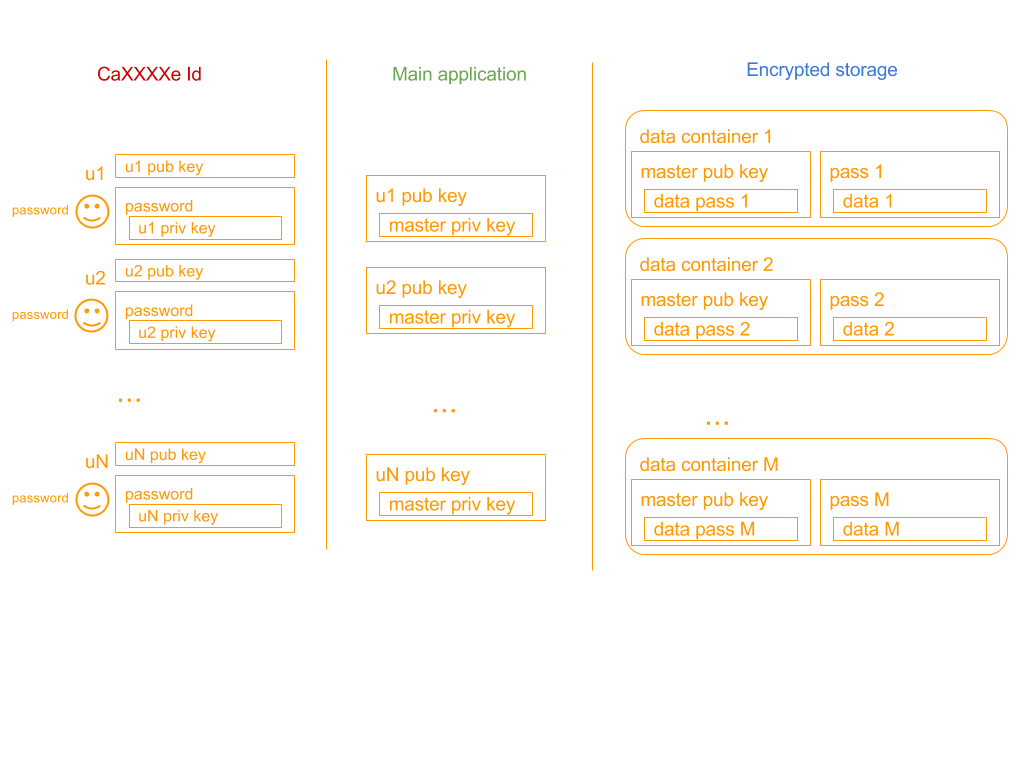 CaXXXXe Id
u1
u1 pub key
password
password
u1 priv key
u2
u2 pub key
password
password
u2 priv key
...
uN
uN pub key
password
password
uN priv key
Main application
u1 pub key
master priv key
u2 pub key
master priv key
...
uN pub key
master priv key
Encrypted storage
data container 1
master pub key
data pass 1
pass 1
data 1
data container 2
master pub key
data pass 2
pass 2
data 2
...
data container M
master pub key
data pass M
pass M
data M